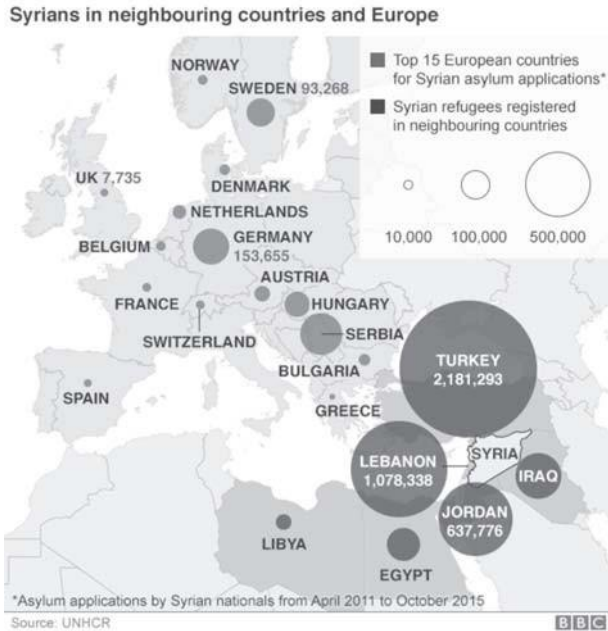 Syrians in neighbouring countries and Europe
Top 15 European countries
for Syrian asylum applications*
Syrian refugees registered
in neighbouring countries
10,000 100,000 500,000
NORWAY
SWEDEN 93,268
UK 7,735
DENMARK
NETHERLANDS
BELGIUM
GERMANY
153,655
AUSTRIA
FRANCE
HUNGARY
SWITZERLAND
SERBIA
BULGARIA
SPAIN
GREECE
TURKEY
2,181,293
SYRIA
LEBANON
1,078,338
IRAQ
JORDAN
637,776
LIBYA
EGYPT
*Asylum applications by Syrian nationals from April 2011 to October 2015
Source: UNHCR
BBC